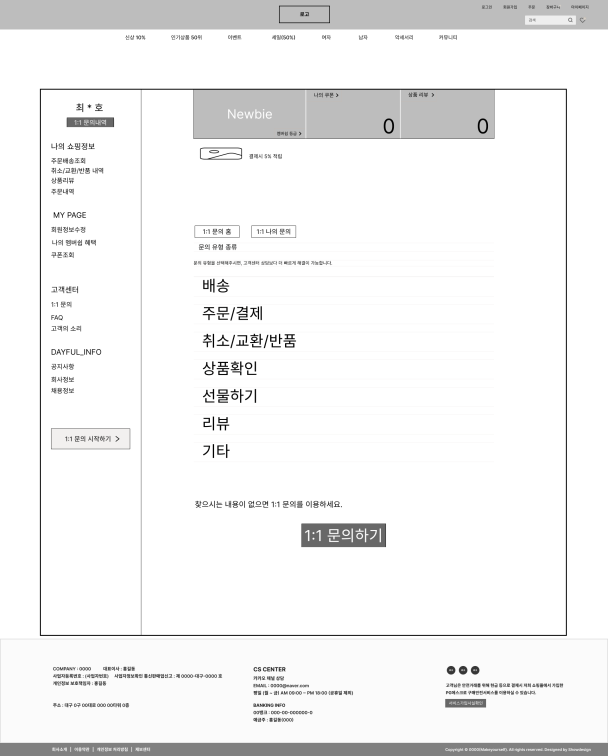 로고
로그인 회원가입 주문 장바구니 마이페이지
검색
신상 10% 인기상품 50위 이벤트 세일(50%) 여자 남자 악세서리 커뮤니티
최 * 호
1:1 문의내역
나의 쇼핑정보
주문배송조회
취소/교환/반품 내역
상품리뷰
주문내역
MY PAGE
회원정보수정
나의 멤버쉽 혜택
쿠폰조회
고객센터
1:1 문의
FAQ
고객의 소리
DAYFUL_INFO
공지사항
회사정보
채용정보
1:1 문의 시작하기 >
Newbie
멤버쉽 등급 >
나의 쿠폰 >
0
상품 리뷰 >
0
결제시 5% 적립
1:1 문의 홈 1:1 나의 문의
문의 유형 종류
문의 유형을 선택해주시면, 고객센터 상담보다 더 빠르게 해결이 가능합니다.
배송
주문/결제
취소/교환/반품
상품확인
선물하기
리뷰
기타
찾으시는 내용이 없으면 1:1 문의를 이용하세요.
1:1 문의하기
COMPANY : 0000 대표이사 : 홍길동
사업자등록번호 : (사업자번호) 사업자정보확인 통신판매업신고 : 제 0000-대구-0000 호
개인정보 보호책임자 : 홍길동
주소 : 대구 0구 00대로 000 00타워 0층
CS CENTER
카카오 채널 상담
EMAIL : 0000@naver.com
평일 (월 ~ 금) AM 09:00 ~ PM 18:00 (공휴일 제외)
BANKING INFO
00뱅크 : 000-00-000000-0
예금주 : 홍길동(000)
고객님은 안전거래를 위해 현금 등으로 결제시 저희 쇼핑몰에서 가입한
PG에스크로 구매안전서비스를 이용하실 수 있습니다.
서비스가입사실확인
회사소개 | 이용약관 | 개인정보 처리방침 | 제휴센터